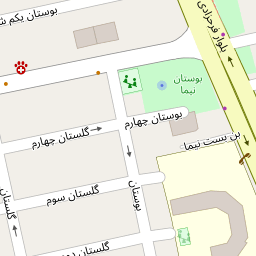 بوستان یکم
بلوار فرحزادی
بوستان
نیما
بوستان چهارم
گلستان چهارم
بن بست نیما
بوستان
گلستان سوم
گلستان